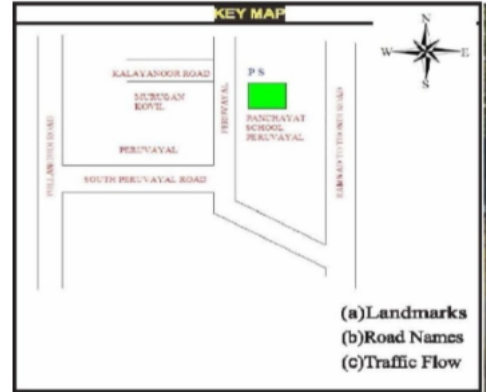 KEY MAP
N
W E
S
KALAYANOOR ROAD
P S
MURUGAN
KOVIL
PERUVAYAL
PANCHAYAT
SCHOOL
PERUVAYAL
PERUVAYAL
SOUTH PERUVAYAL ROAD
ROAD
(a)Landmarks
(b)Road Names
(c)Traffic Flow